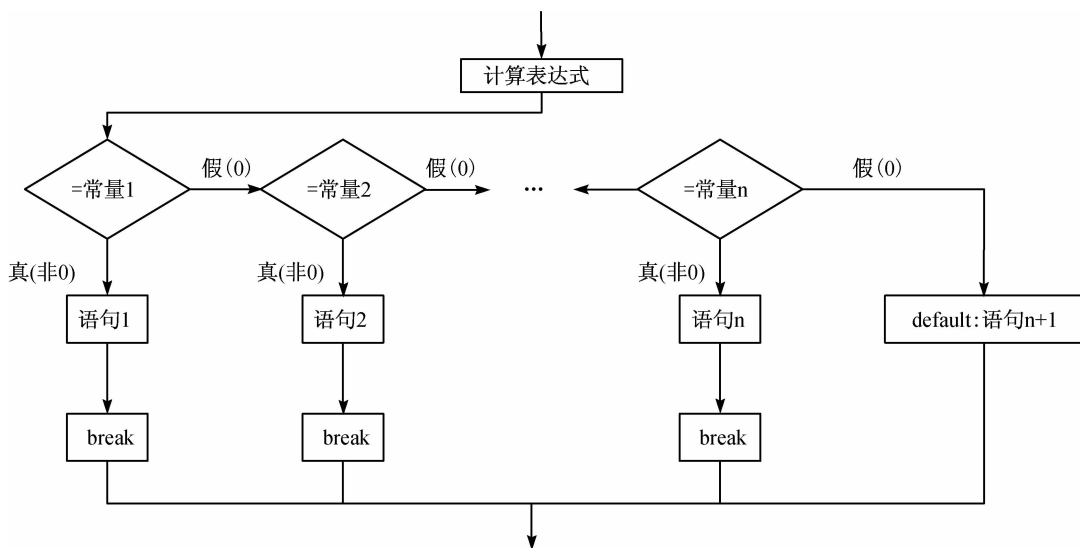 计算表达式
=常量1
假(0)
=常量2
假(0)
...
=常量n
假(0)
真(非0)
真(非0)
真(非0)
语句1
语句2
语句n
default:语句n+1
break
break
break